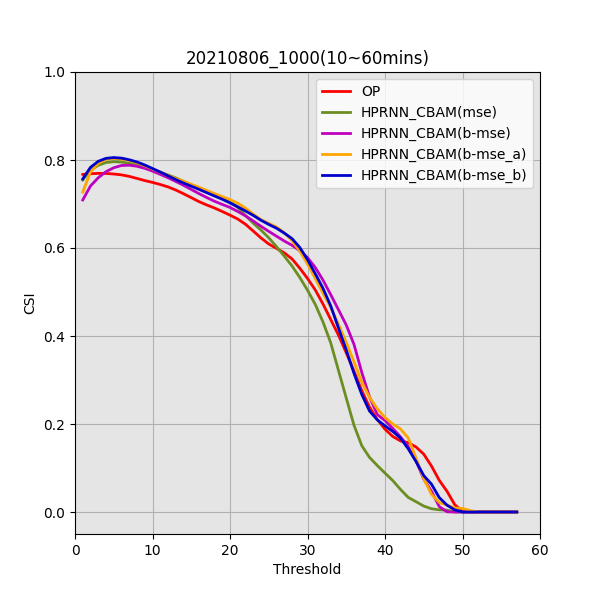 20210806_1000(10~60mins)
1.0
0.8
0.6
0.4
0.2
0.0
CSI
OP
HPRNN_CBAM(mse)
HPRNN_CBAM(b-mse)
HPRNN_CBAM(b-mse_a)
HPRNN_CBAM(b-mse_b)
0 10 20 30 40 50 60
Threshold